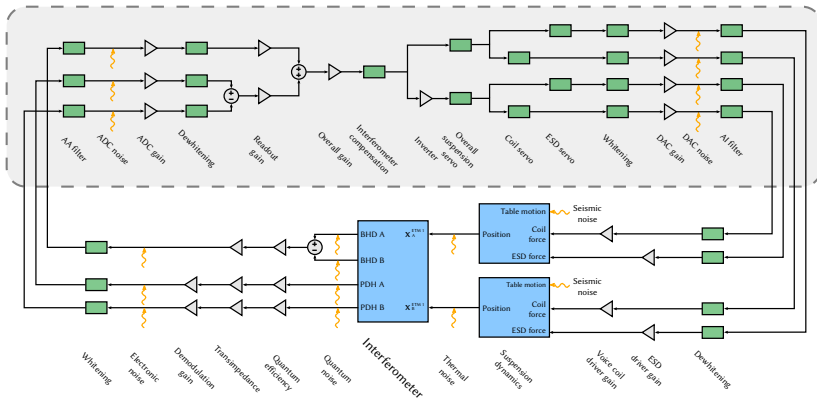 AA filter
ADC noise
ADC gain
Dewhitening
Readout
gain
Overall gain
Interferometer
compensation
Inverter
Overall
suspension
servo
Coil servo
ESD servo
Whitening
DAC gain
DAC noise
AI filter
Table motion
Seismic
noise
Position
Coil
force
ESD force
BHD A
BHD B
PDH A
PDH B
Table motion
Seismic
noise
Position
Coil
force
ESD force
Whitening
Electronic
noise
Demodulation
gain
Transimpedance
Quantum
efficiency
Quantum
noise
Interferometer
Thermal
noise
Suspension
dynamics
Voice coil
driver gain
ESD
driver gain
Dewhitening